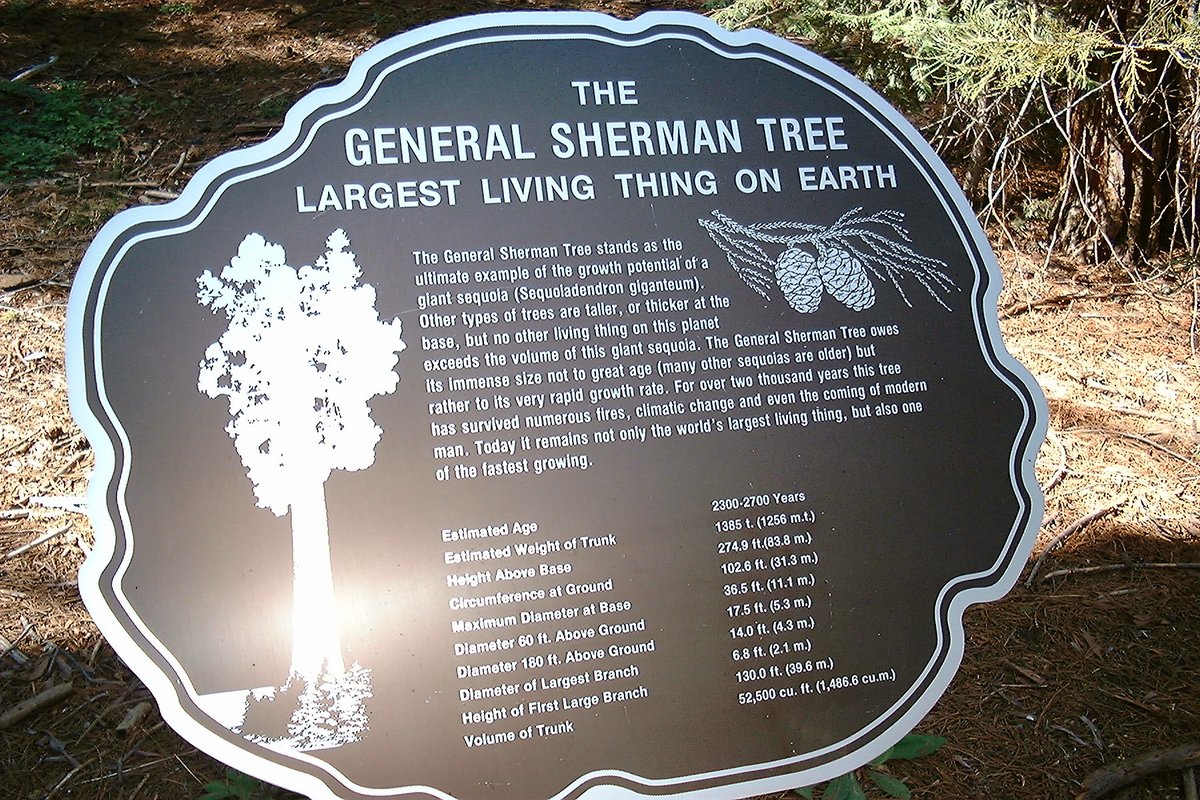 THE
GENERAL SHERMAN TREE
LARGEST LIVING THING ON EARTH
The General Sherman Tree stands as the
ultimate example of the growth potential of a
giant sequoia (Sequoiadendron giganteum).
Other types of trees are taller, or thicker at the
base, but no other living thing on this planet
exceeds the volume of this giant sequoia. The General Sherman Tree owes
its immense size not to great age (many other sequoias are older) but
rather to its very rapid growth rate. For over two thousand years this tree
has survived numerous fires, climatic change and even the coming of modern
man. Today it remains not only the world's largest living thing, but also one
of the fastest growing.
Estimated Age 2300-2700 Years
Estimated Weight of Trunk 1385 t. (1256 m.t.)
Height Above Base 274.9 ft.(83.8 m.)
Circumference at Ground 102.6 ft. (31.3 m.)
Maximum Diameter at Base 36.5 ft. (11.1 m.)
Diameter 60 ft. Above Ground 17.5 ft. (5.3 m.)
Diameter 180 ft. Above Ground 14.0 ft. (4.3 m.)
Diameter of Largest Branch 6.8 ft. (2.1 m.)
Height of First Large Branch 130.0 ft. (39.6 m.)
Volume of Trunk 52,500 cu. ft. (1,486.6 cu.m.)